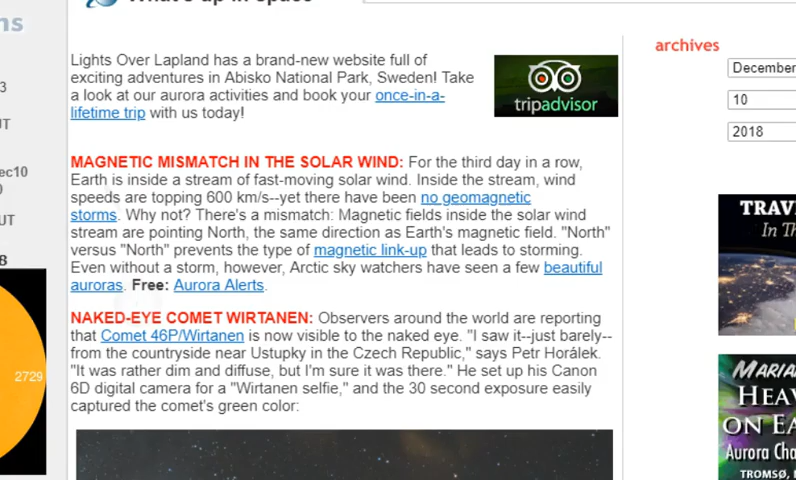 ns
archives
Lights Over Lapland has a brand-new website full of
exciting adventures in Abisko National Park, Sweden! Take
a look at our aurora activities and book your once-in-a-
lifetime trip with us today!
tripadvisor
December
10
2018
3
UT
ec10
9
UT
8
2729
MAGNETIC MISMATCH IN THE SOLAR WIND: For the third day in a row,
Earth is inside a stream of fast-moving solar wind. Inside the stream, wind
speeds are topping 600 km/s--yet there have been no geomagnetic
storms. Why not? There's a mismatch: Magnetic fields inside the solar wind
stream are pointing North, the same direction as Earth's magnetic field. "North"
versus "North" prevents the type of magnetic link-up that leads to storming.
Even without a storm, however, Arctic sky watchers have seen a few beautiful
auroras. Free: Aurora Alerts.
NAKED-EYE COMET WIRTANEN: Observers around the world are reporting
that Comet 46P/Wirtanen is now visible to the naked eye. "I saw it--just barely--
from the countryside near Ustupky in the Czech Republic," says Petr Horálek.
"It was rather dim and diffuse, but I'm sure it was there." He set up his Canon
6D digital camera for a "Wirtanen selfie," and the 30 second exposure easily
captured the comet's green color:
TRAV
In Th
MARIA
HEAV
ON EA
Aurora Cha
TROMSØ,